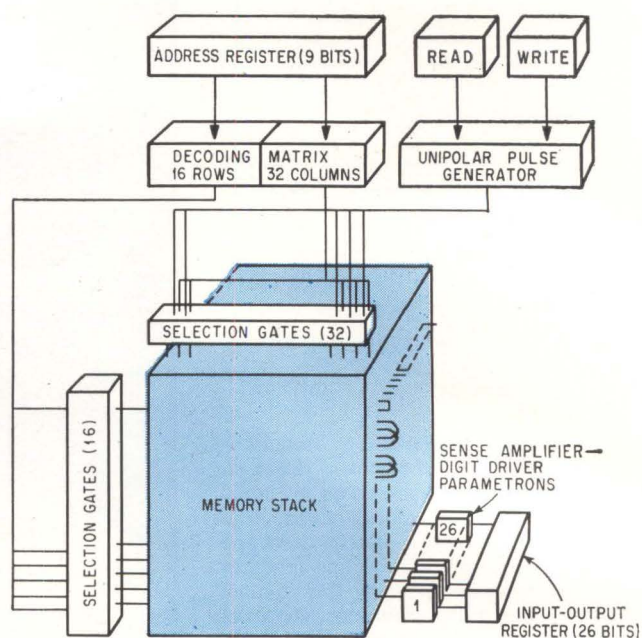 ADDRESS REGISTER (9 BITS)
READ
WRITE
DECODING
16 ROWS
MATRIX
32 COLUMNS
UNIPOLAR PULSE
GENERATOR
SELECTION GATES (32)
SELECTION GATES (16)
MEMORY STACK
SENSE AMPLIFIER—
DIGIT DRIVER
PARAMETRONS
26
1
INPUT-OUTPUT
REGISTER (26 BITS)